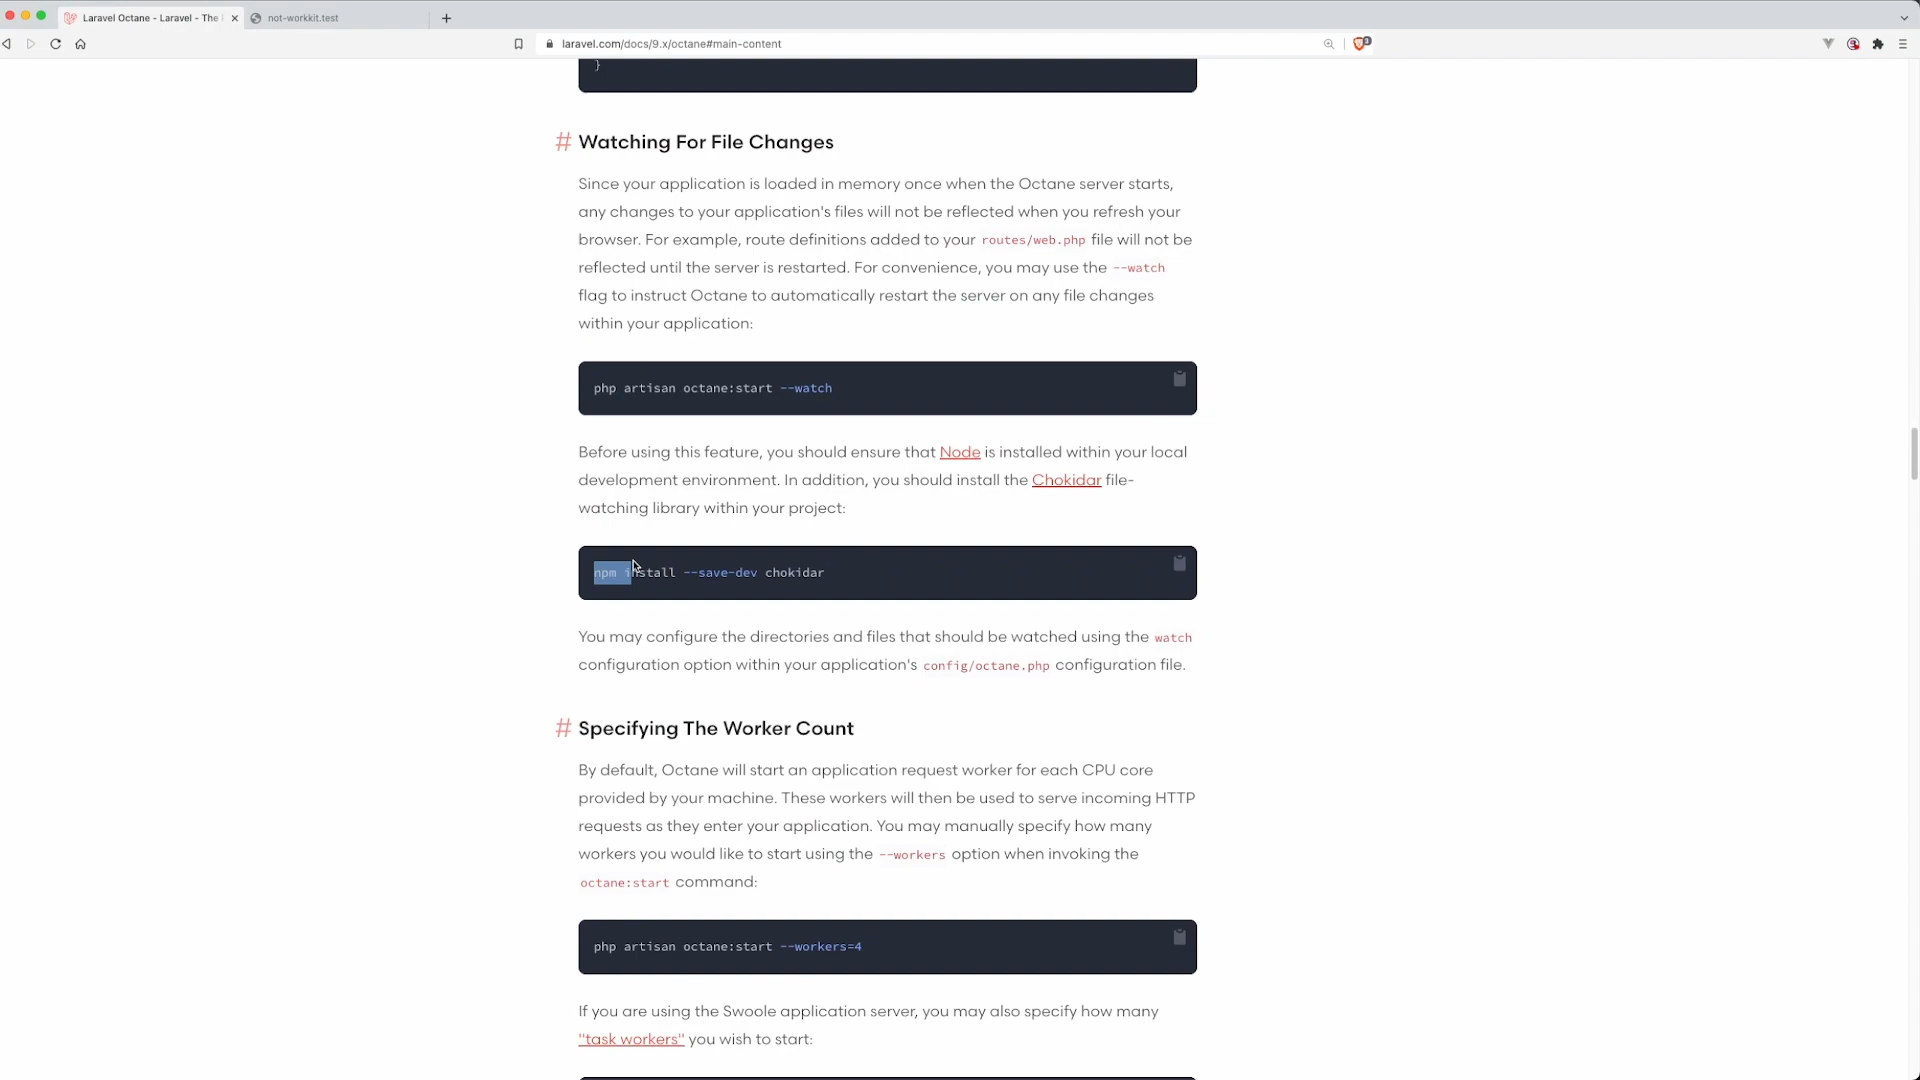 Laravel Octane - Laravel - The
not-workkit.test
laravel.com/docs/9.x/octane#main-content
}
# Watching For File Changes
Since your application is loaded in memory once when the Octane server starts,
any changes to your application's files will not be reflected when you refresh your
browser. For example, route definitions added to your routes/web.php file will not be
reflected until the server is restarted. For convenience, you may use the --watch
flag to instruct Octane to automatically restart the server on any file changes
within your application:
php artisan octane:start --watch
Before using this feature, you should ensure that Node is installed within your local
development environment. In addition, you should install the Chokidar file-
watching library within your project:
npm install --save-dev chokidar
You may configure the directories and files that should be watched using the watch
configuration option within your application's config/octane.php configuration file.
# Specifying The Worker Count
By default, Octane will start an application request worker for each CPU core
provided by your machine. These workers will then be used to serve incoming HTTP
requests as they enter your application. You may manually specify how many
workers you would like to start using the --workers option when invoking the
octane:start command:
php artisan octane:start --workers=4
If you are using the Swoole application server, you may also specify how many
"task workers" you wish to start: